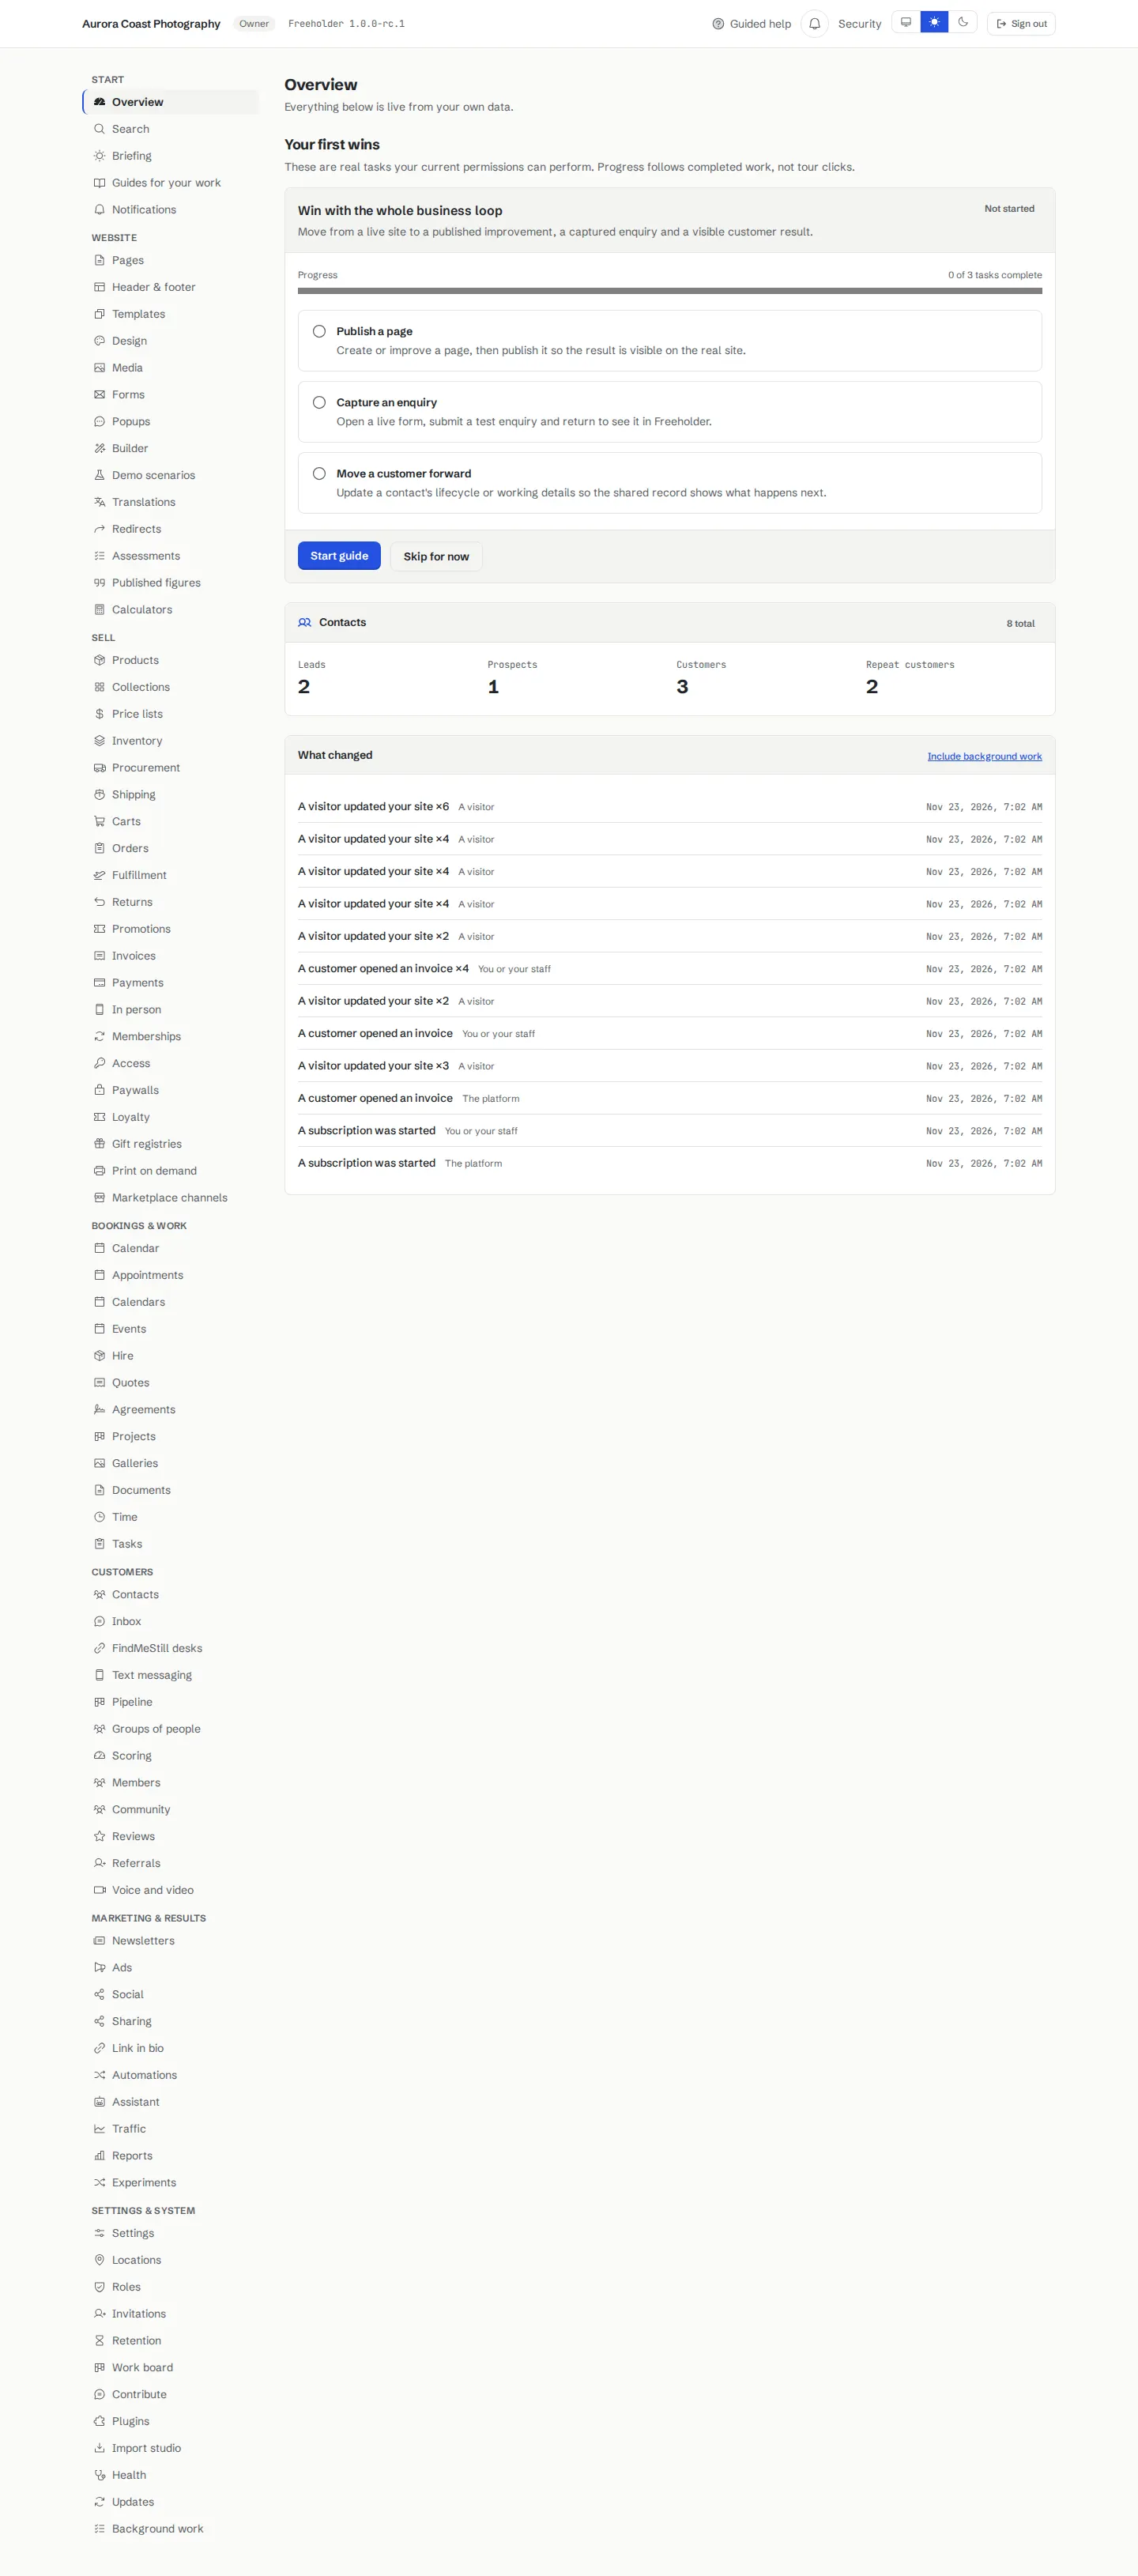 Aurora Coast Photography Owner Freeholder 1.0.0-rc.1 Guided help Security Sign out
START
Overview
Search
Briefing
Guides for your work
Notifications
WEBSITE
Pages
Header & footer
Templates
Design
Media
Forms
Popups
Builder
Demo scenarios
Translations
Redirects
Assessments
Published figures
Calculators
SELL
Products
Collections
Price lists
Inventory
Procurement
Shipping
Carts
Orders
Fulfillment
Returns
Promotions
Invoices
Payments
In person
Memberships
Access
Paywalls
Loyalty
Gift registries
Print on demand
Marketplace channels
BOOKINGS & WORK
Calendar
Appointments
Calendars
Events
Hire
Quotes
Agreements
Projects
Galleries
Documents
Time
Tasks
CUSTOMERS
Contacts
Inbox
FindMeStill desks
Text messaging
Pipeline
Groups of people
Scoring
Members
Community
Reviews
Referrals
Voice and video
MARKETING & RESULTS
Newsletters
Ads
Social
Sharing
Link in bio
Automations
Assistant
Traffic
Reports
Experiments
SETTINGS & SYSTEM
Settings
Locations
Roles
Invitations
Retention
Work board
Contribute
Plugins
Import studio
Health
Updates
Background work
Overview
Everything below is live from your own data.
Your first wins
These are real tasks your current permissions can perform. Progress follows completed work, not tour clicks.
Win with the whole business loop Not started
Move from a live site to a published improvement, a captured enquiry and a visible customer result.
Progress 0 of 3 tasks complete
Publish a page
Create or improve a page, then publish it so the result is visible on the real site.
Capture an enquiry
Open a live form, submit a test enquiry and return to see it in Freeholder.
Move a customer forward
Update a contact's lifecycle or working details so the shared record shows what happens next.
Start guide Skip for now
Contacts 8 total
Leads Prospects Customers Repeat customers
2 1 3 2
What changed Include background work
A visitor updated your site ×6 A visitor Nov 23, 2026, 7:02 AM
A visitor updated your site ×4 A visitor Nov 23, 2026, 7:02 AM
A visitor updated your site ×4 A visitor Nov 23, 2026, 7:02 AM
A visitor updated your site ×4 A visitor Nov 23, 2026, 7:02 AM
A visitor updated your site ×2 A visitor Nov 23, 2026, 7:02 AM
A customer opened an invoice ×4 You or your staff Nov 23, 2026, 7:02 AM
A visitor updated your site ×2 A visitor Nov 23, 2026, 7:02 AM
A customer opened an invoice You or your staff Nov 23, 2026, 7:02 AM
A visitor updated your site ×3 A visitor Nov 23, 2026, 7:02 AM
A customer opened an invoice The platform Nov 23, 2026, 7:02 AM
A subscription was started You or your staff Nov 23, 2026, 7:02 AM
A subscription was started The platform Nov 23, 2026, 7:02 AM